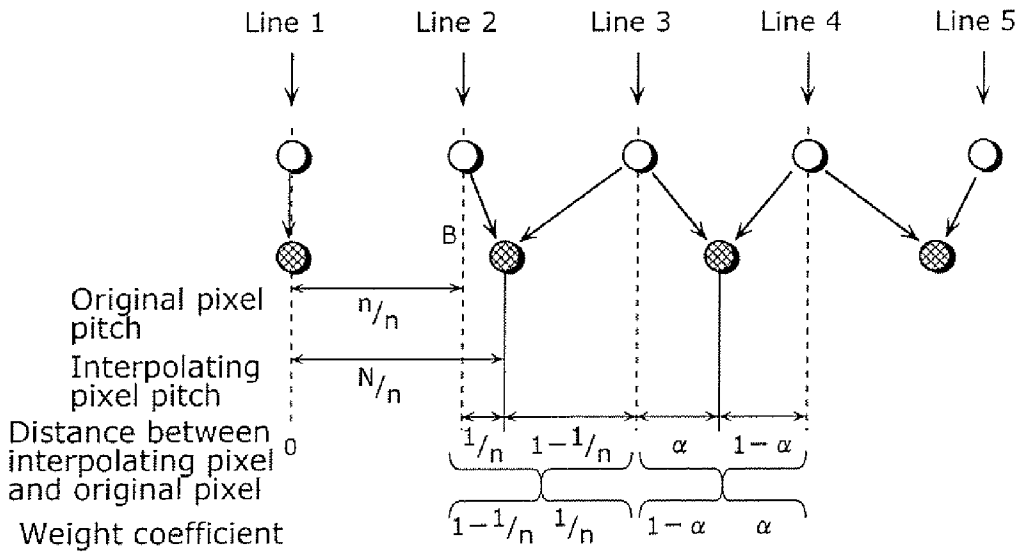 Line 1 Line 2 Line 3 Line 4 Line 5
B
Original pixel
pitch
n/n
Interpolating
pixel pitch
N/n
Distance between
interpolating pixel
and original pixel
0 1/n 1-1/n α 1-α
Weight coefficient
1-1/n 1/n 1-α α